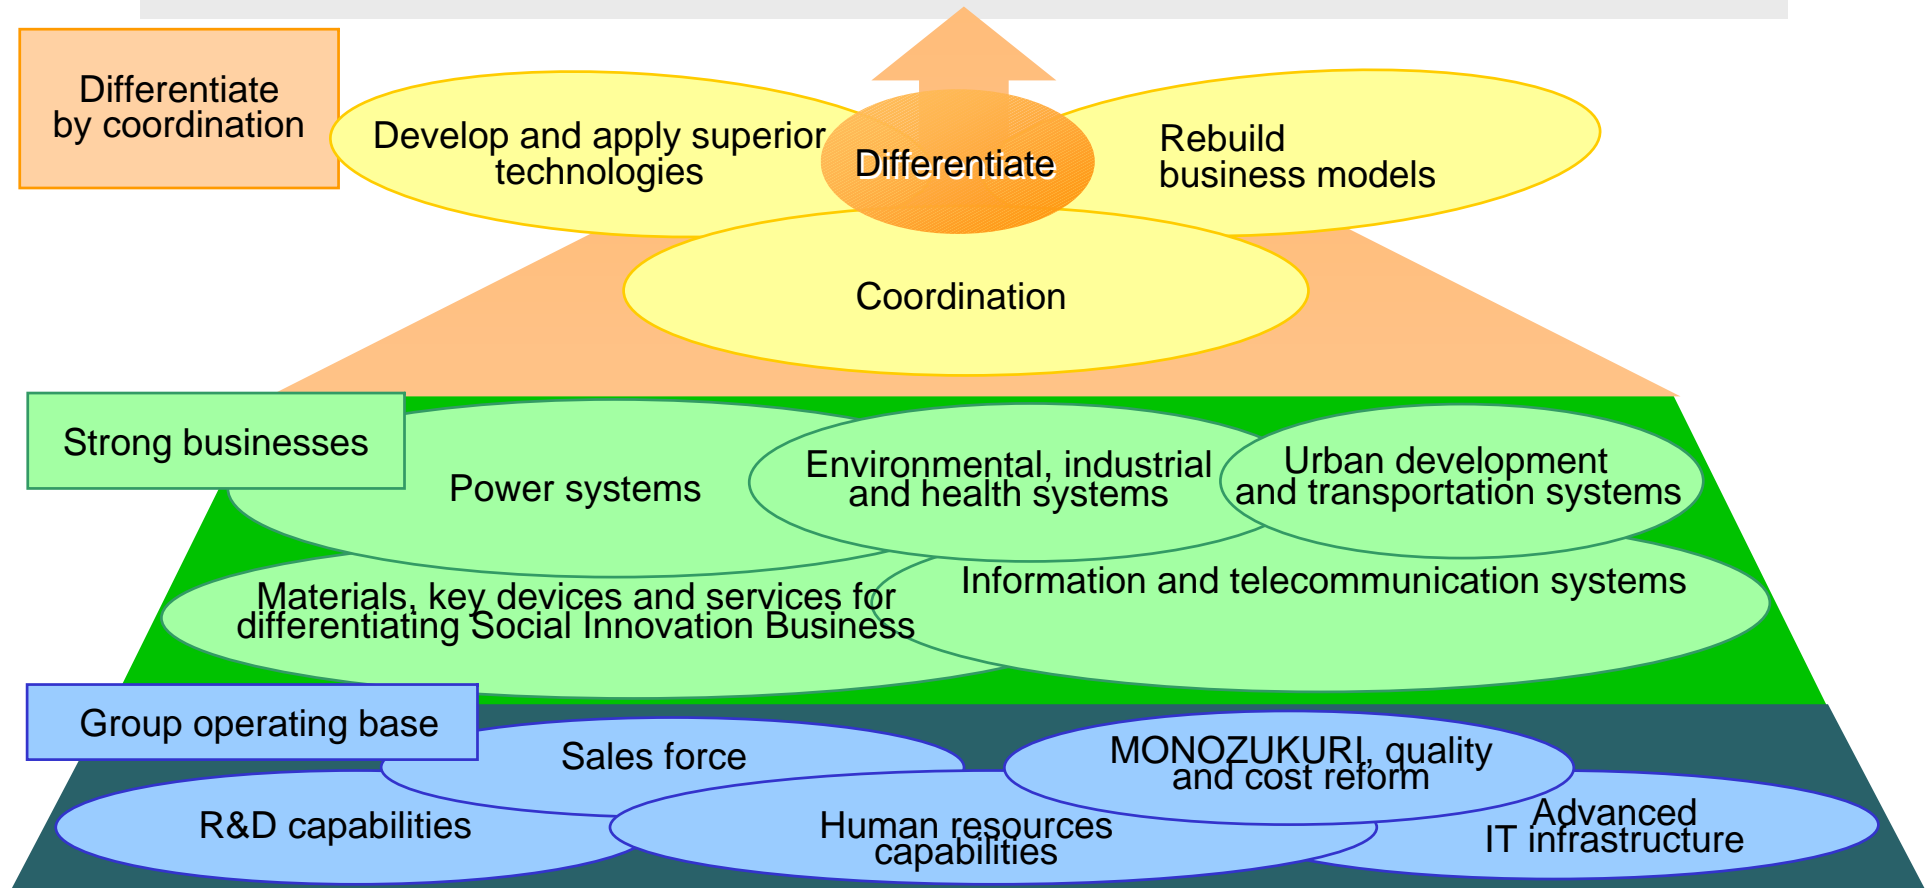 Differentiate
by coordination
Develop and apply superior
technologies
Differentiate
Rebuild
business models
Coordination
Strong businesses
Power systems
Environmental, industrial
and health systems
Urban development
and transportation systems
Materials, key devices and services for
differentiating Social Innovation Business
Information and telecommunication systems
Group operating base
Sales force
MONOZUKURI, quality
and cost reform
R&D capabilities
Human resources
capabilities
Advanced
IT infrastructure